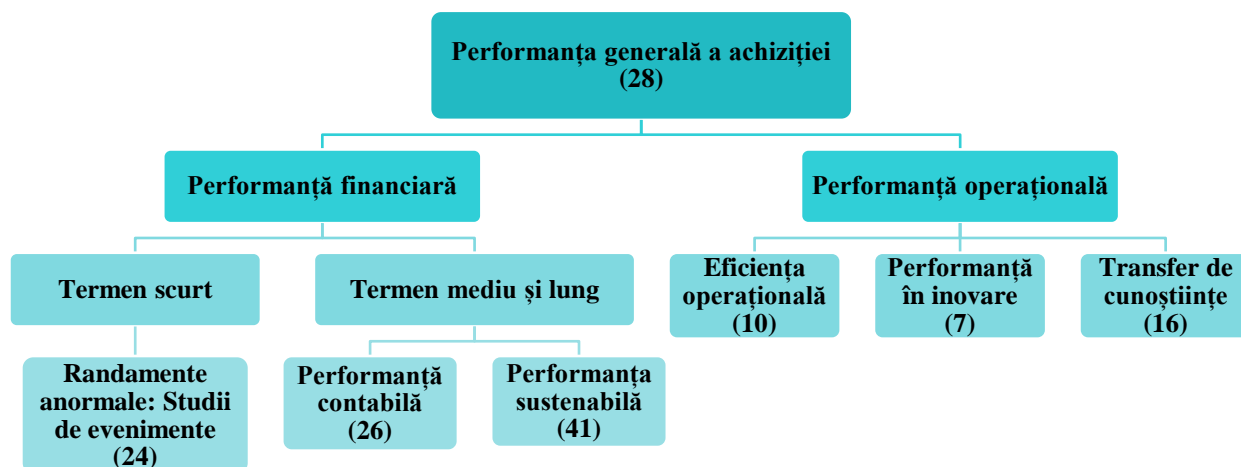 Performanța generală a achiziției
(28)
Performanță financiară
Performanță operațională
Termen scurt
Termen mediu și lung
Eficiența
operațională
(10)
Performanță
în inovare
(7)
Transfer de
cunoștiințe
(16)
Randamente
anormale: Studii
de evenimente
(24)
Performanță
contabilă
(26)
Performanța
sustenabilă
(41)